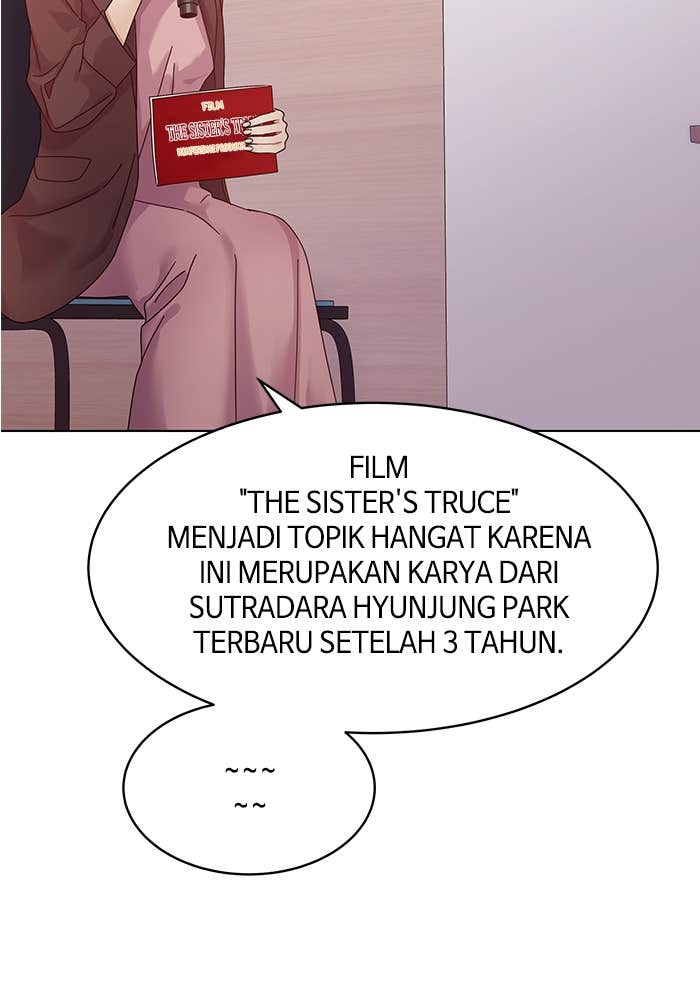 FILM
THE SISTER'S
KONFERENSI
FILM
"THE SISTER'S TRUCE"
MENJADI TOPIK HANGAT KARENA
INI MERUPAKAN KARYA DARI
SUTRADARA HYUNJUNG PARK
TERBARU SETELAH 3 TAHUN.
~~~
~~